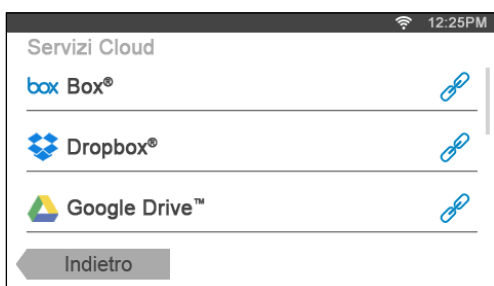 12:25PM
Servizi Cloud
box Box®
Dropbox®
Google Drive™
Indietro